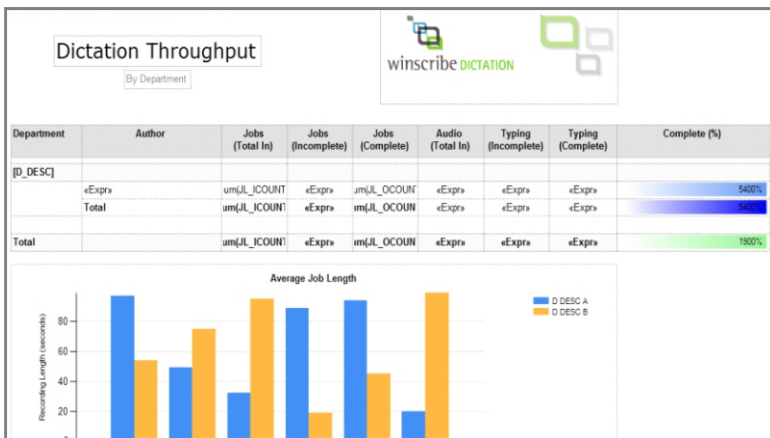 Dictation Throughput
By Department
winscribe DICTATION
Department Author Jobs (Total In) Jobs (Incomplete) Jobs (Complete) Audio (Total In) Typing (Incomplete) Typing (Complete) Complete (%)
[D_DESC]
«Expr» um(JL_ICOUNT «Expr» um(JL_OCOUN' «Expr» «Expr» «Expr» 5400%
Total um(JL_ICOUNT «Expr» um(JL_OCOUN «Expr» «Expr» «Expr» 5400%
Total um(JL_ICOUNT «Expr» um(JL_OCOUN «Expr» «Expr» «Expr» 1900%
Average Job Length
D DESC A
D DESC B
Recording Length (seconds)
80
60
40
20